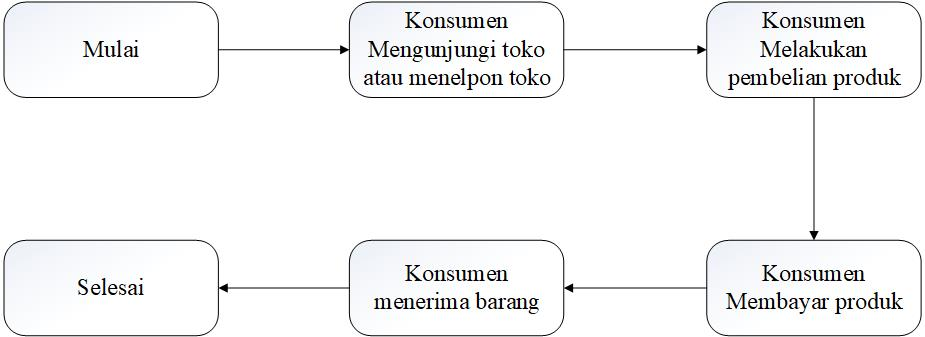 Mulai
Konsumen
Mengunjungi toko
atau menelpon toko
Konsumen
Melakukan
pembelian produk
Konsumen
Membayar produk
Konsumen
menerima barang
Selesai